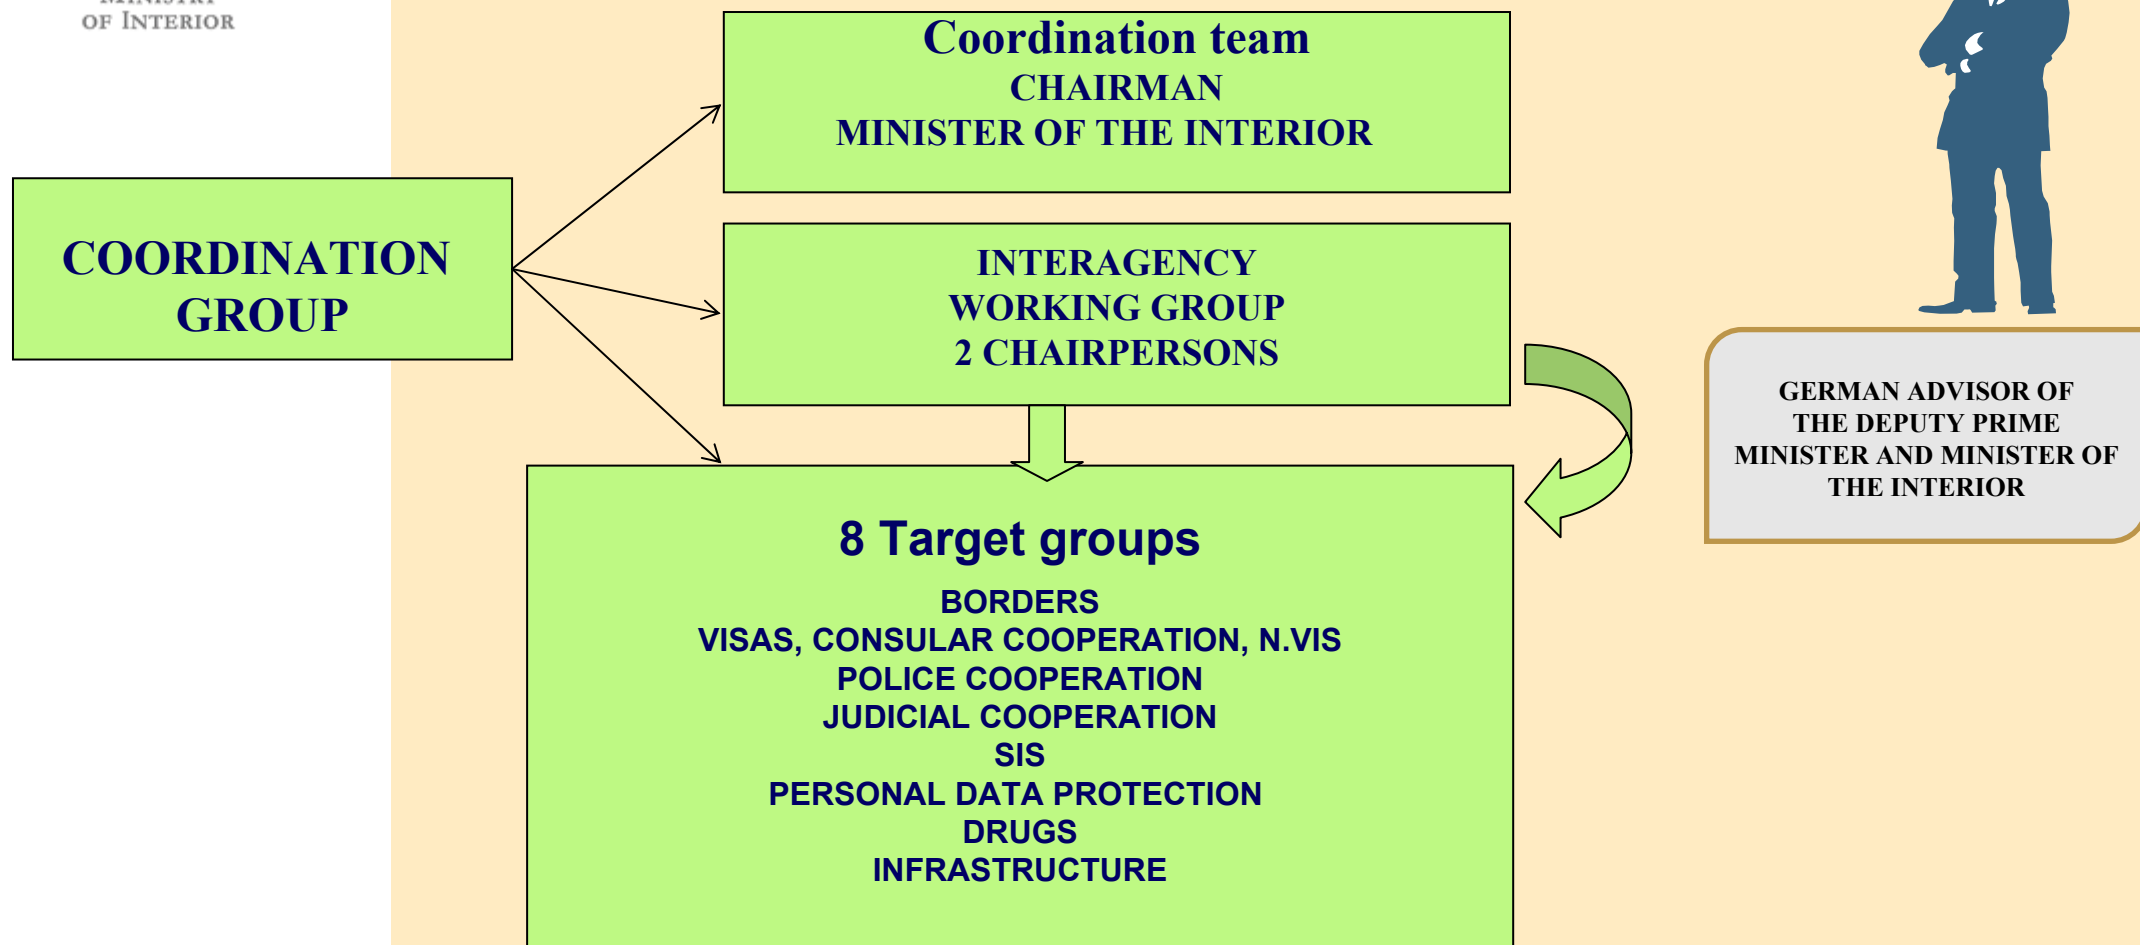 MINISTRY
OF INTERIOR
Coordination team
CHAIRMAN
MINISTER OF THE INTERIOR
COORDINATION
GROUP
INTERAGENCY
WORKING GROUP
2 CHAIRPERSONS
GERMAN ADVISOR OF
THE DEPUTY PRIME
MINISTER AND MINISTER OF
THE INTERIOR
8 Target groups
BORDERS
VISAS, CONSULAR COOPERATION, N.VIS
POLICE COOPERATION
JUDICIAL COOPERATION
SIS
PERSONAL DATA PROTECTION
DRUGS
INFRASTRUCTURE